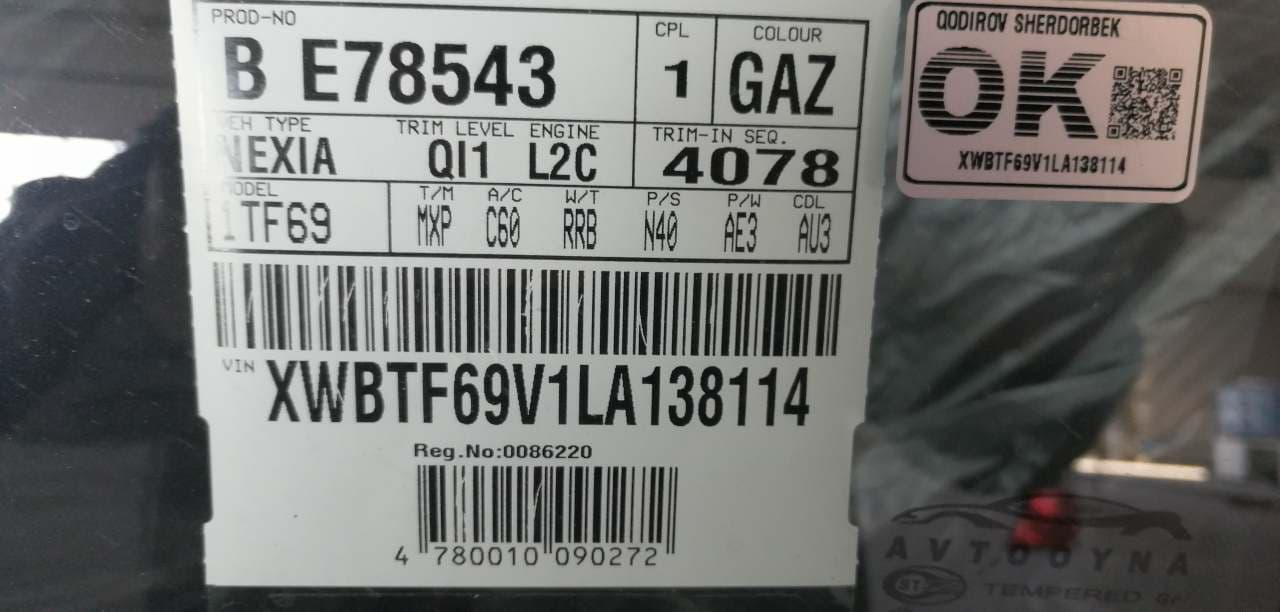 PROD-NO CPL COLOUR
B E78543 1 GAZ
VEH TYPE TRIM LEVEL ENGINE TRIM-IN SEQ.
NEXIA QI1 L2C 4078
MODEL T/M A/C W/T P/S P/W CDL
1TF69 MXP C60 RRB N40 AE3 AU3
VIN
XWBTF69V1LA138114
Reg.No:0086220
4 780010 090272
QODIROV SHERDORBEK
OK
XWBTF69V1LA138114
AVTOOYNA
ST TEMPERED